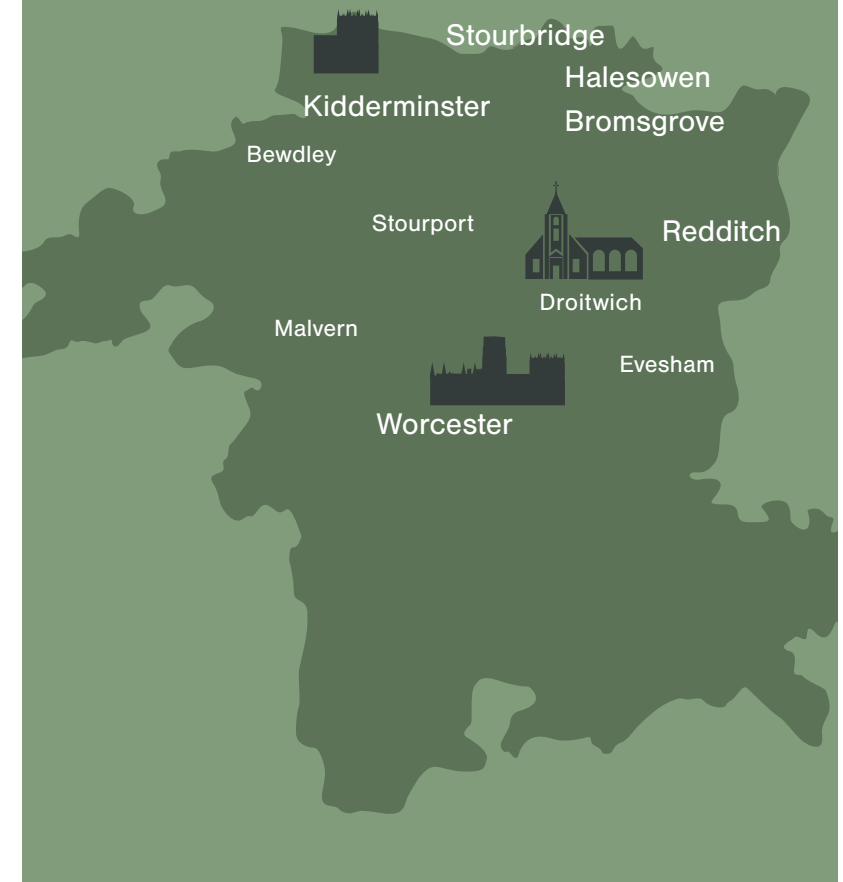 Stourbridge
Halesowen
Kidderminster
Bromsgrove
Bewdley
Stourport
Redditch
Droitwich
Malvern
Evesham
Worcester